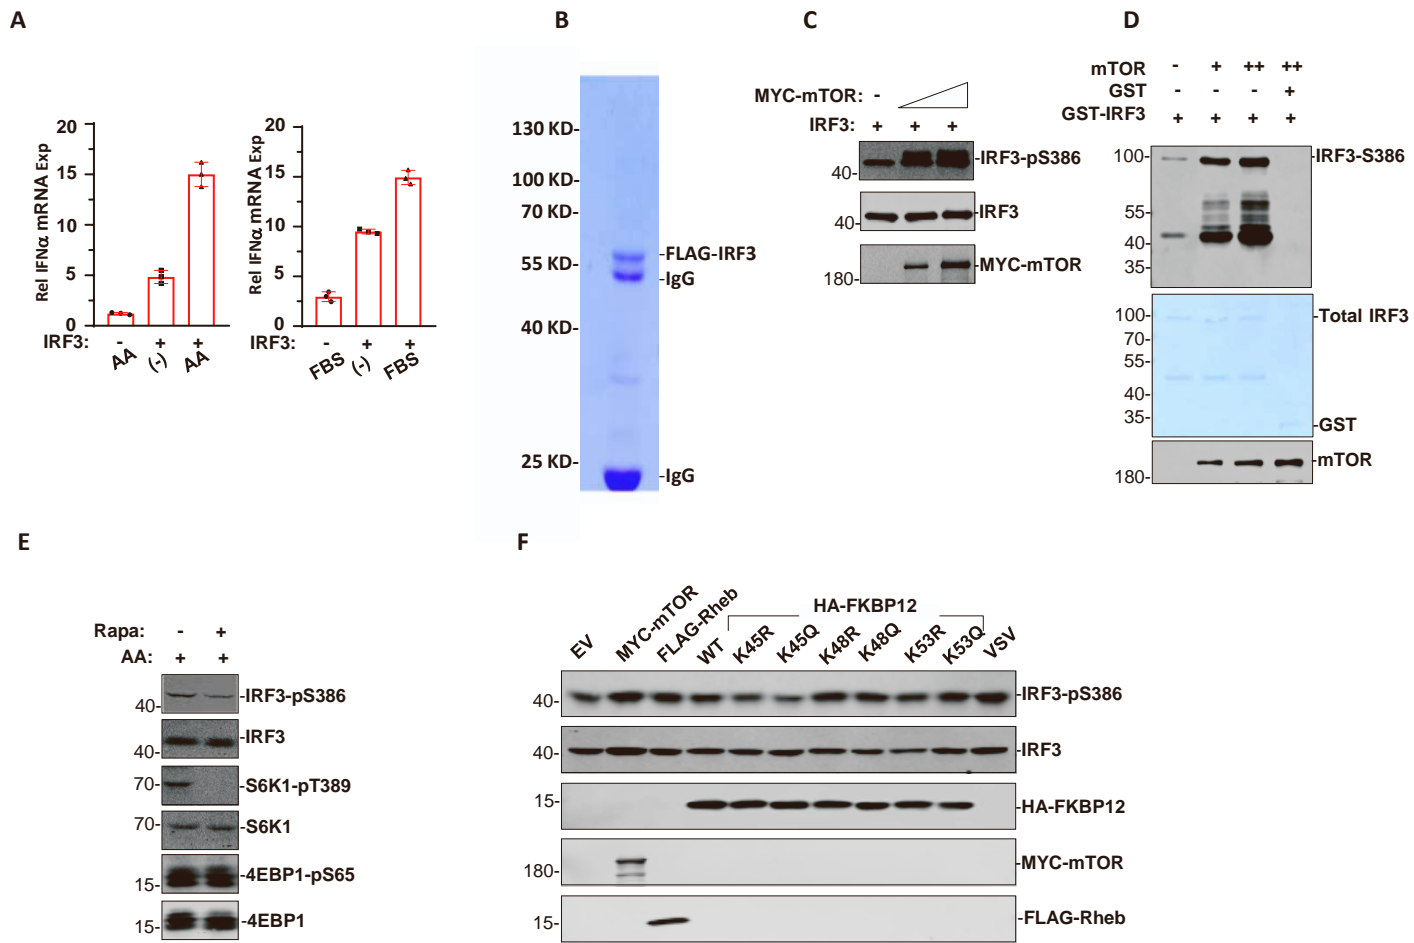 A
B
C
D
Rel IFNα mRNA Exp
20
15
10
5
0
IRF3: - + +
AA (-) AA
Rel IFNα mRNA Exp
20
15
10
5
0
IRF3: - + +
FBS (-) FBS
130 KD-
100 KD-
70 KD-
55 KD-
40 KD-
25 KD-
-FLAG-IRF3
-IgG
-IgG
MYC-mTOR: -
IRF3: + + +
40- -IRF3-pS386
40- -IRF3
180- -MYC-mTOR
mTOR - + ++ ++
GST - - - +
GST-IRF3 + + + +
100- -IRF3-S386
55-
40-
35-
100- -Total IRF3
70-
55-
40-
35-
-GST
-mTOR
180-
E
F
Rapa: - +
AA: + +
40- -IRF3-pS386
40- -IRF3
70- -S6K1-pT389
70- -S6K1
15- -4EBP1-pS65
15- -4EBP1
HA-FKBP12
EV MYC-mTOR FLAG-Rheb WT K45R K45Q K48R K48Q K53R K53Q VSV
40- -IRF3-pS386
40- -IRF3
15- -HA-FKBP12
180- -MYC-mTOR
15- -FLAG-Rheb